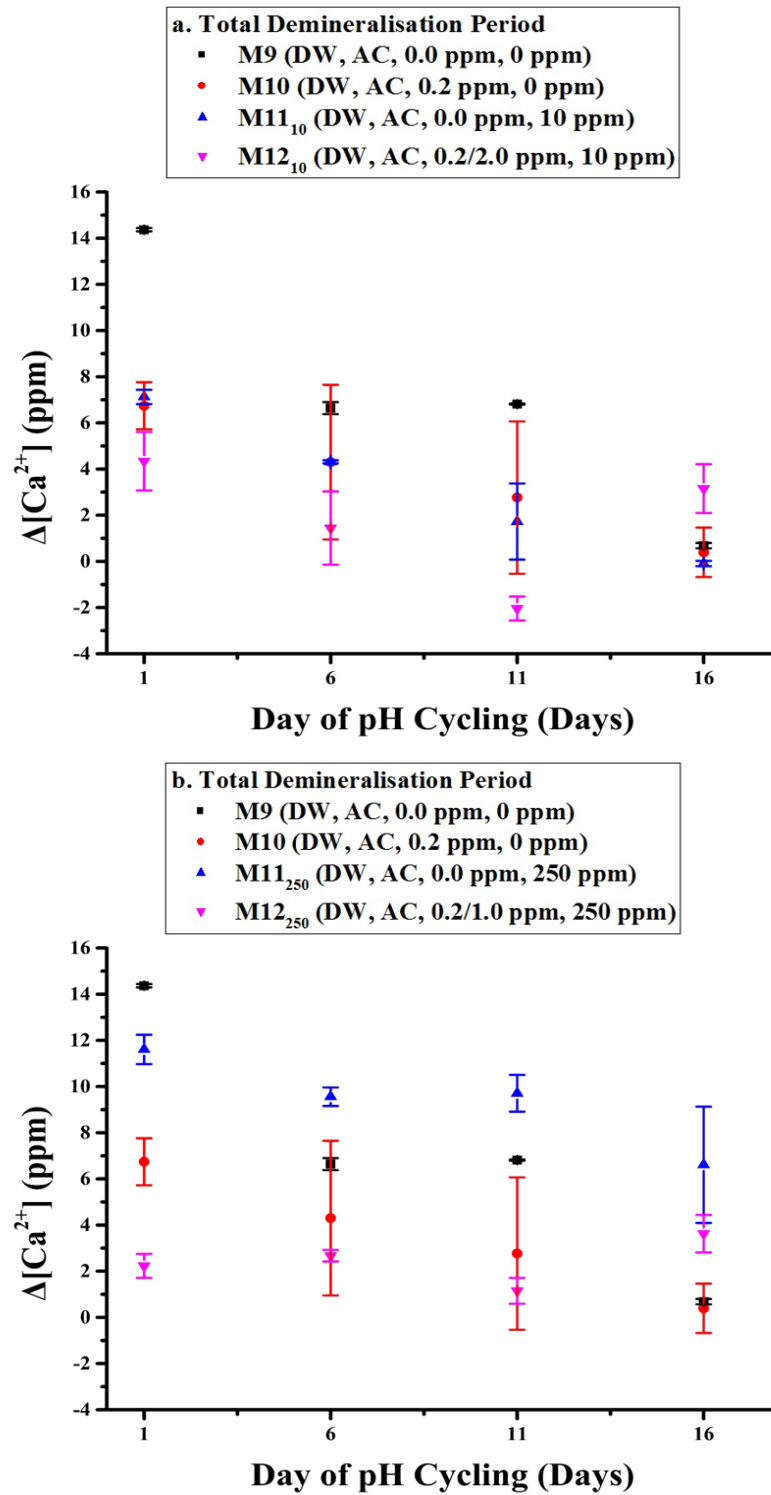 a. Total Demineralisation Period
M9 (DW, AC, 0.0 ppm, 0 ppm)
M10 (DW, AC, 0.2 ppm, 0 ppm)
M11₁₀ (DW, AC, 0.0 ppm, 10 ppm)
M12₁₀ (DW, AC, 0.2/2.0 ppm, 10 ppm)
16
14
12
10
8
6
4
2
0
-2
-4
Δ[Ca²⁺] (ppm)
1 6 11 16
Day of pH Cycling (Days)
b. Total Demineralisation Period
M9 (DW, AC, 0.0 ppm, 0 ppm)
M10 (DW, AC, 0.2 ppm, 0 ppm)
M11₂₅₀ (DW, AC, 0.0 ppm, 250 ppm)
M12₂₅₀ (DW, AC, 0.2/1.0 ppm, 250 ppm)
16
14
12
10
8
6
4
2
0
-2
-4
Δ[Ca²⁺] (ppm)
1 6 11 16
Day of pH Cycling (Days)